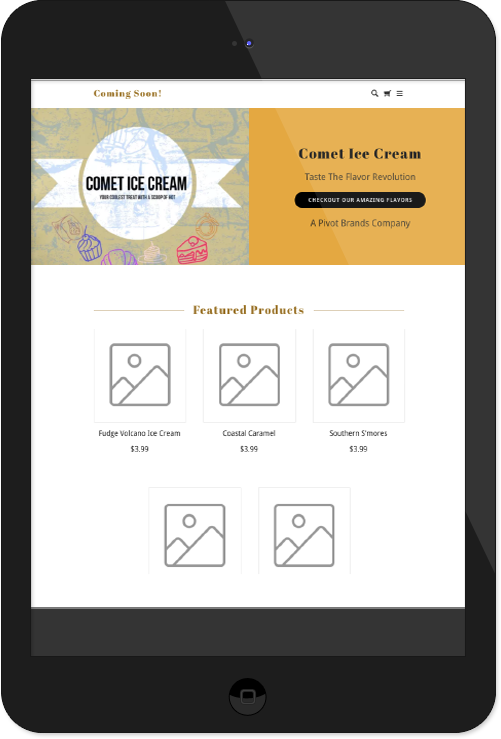 Coming Soon!
COMET ICE CREAM
YOUR COOLEST TREAT WITH A SCOOP OF HOT
Comet Ice Cream
Taste The Flavor Revolution
CHECKOUT OUR AMAZING FLAVORS
A Pivot Brands Company
Featured Products
Fudge Volcano Ice Cream
$3.99
Coastal Caramel
$3.99
Southern S'mores
$3.99